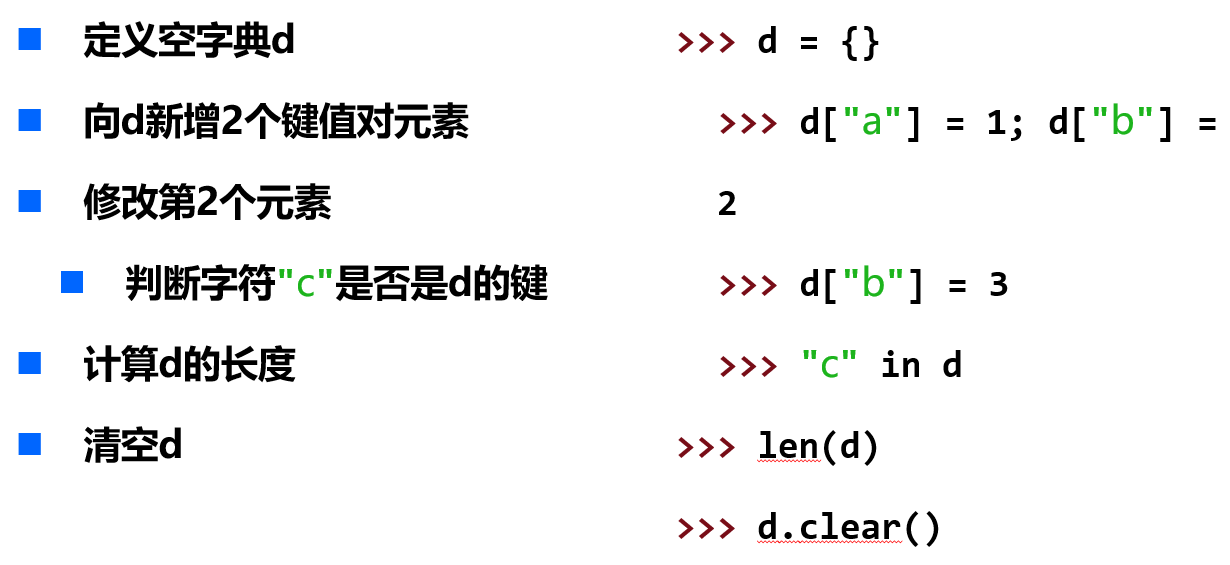 定义空字典d
>>> d = {}
向d新增2个键值对元素
>>> d["a"] = 1; d["b"] =
修改第2个元素
2
判断字符"c"是否是d的键
>>> d["b"] = 3
计算d的长度
>>> "c" in d
清空d
>>> len(d)
>>> d.clear()